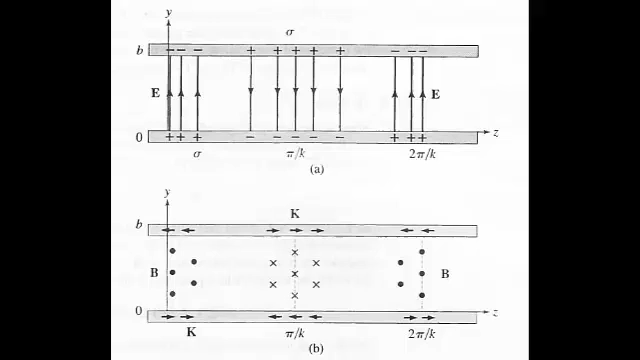 y
σ
b
− − −   + + + + +   − − −
E
E
+ + +   − − − − −   + + +
0
z
σ
π/k
2π/k
(a)
y
K
b
B
B
0
z
K
π/k
2π/k
(b)